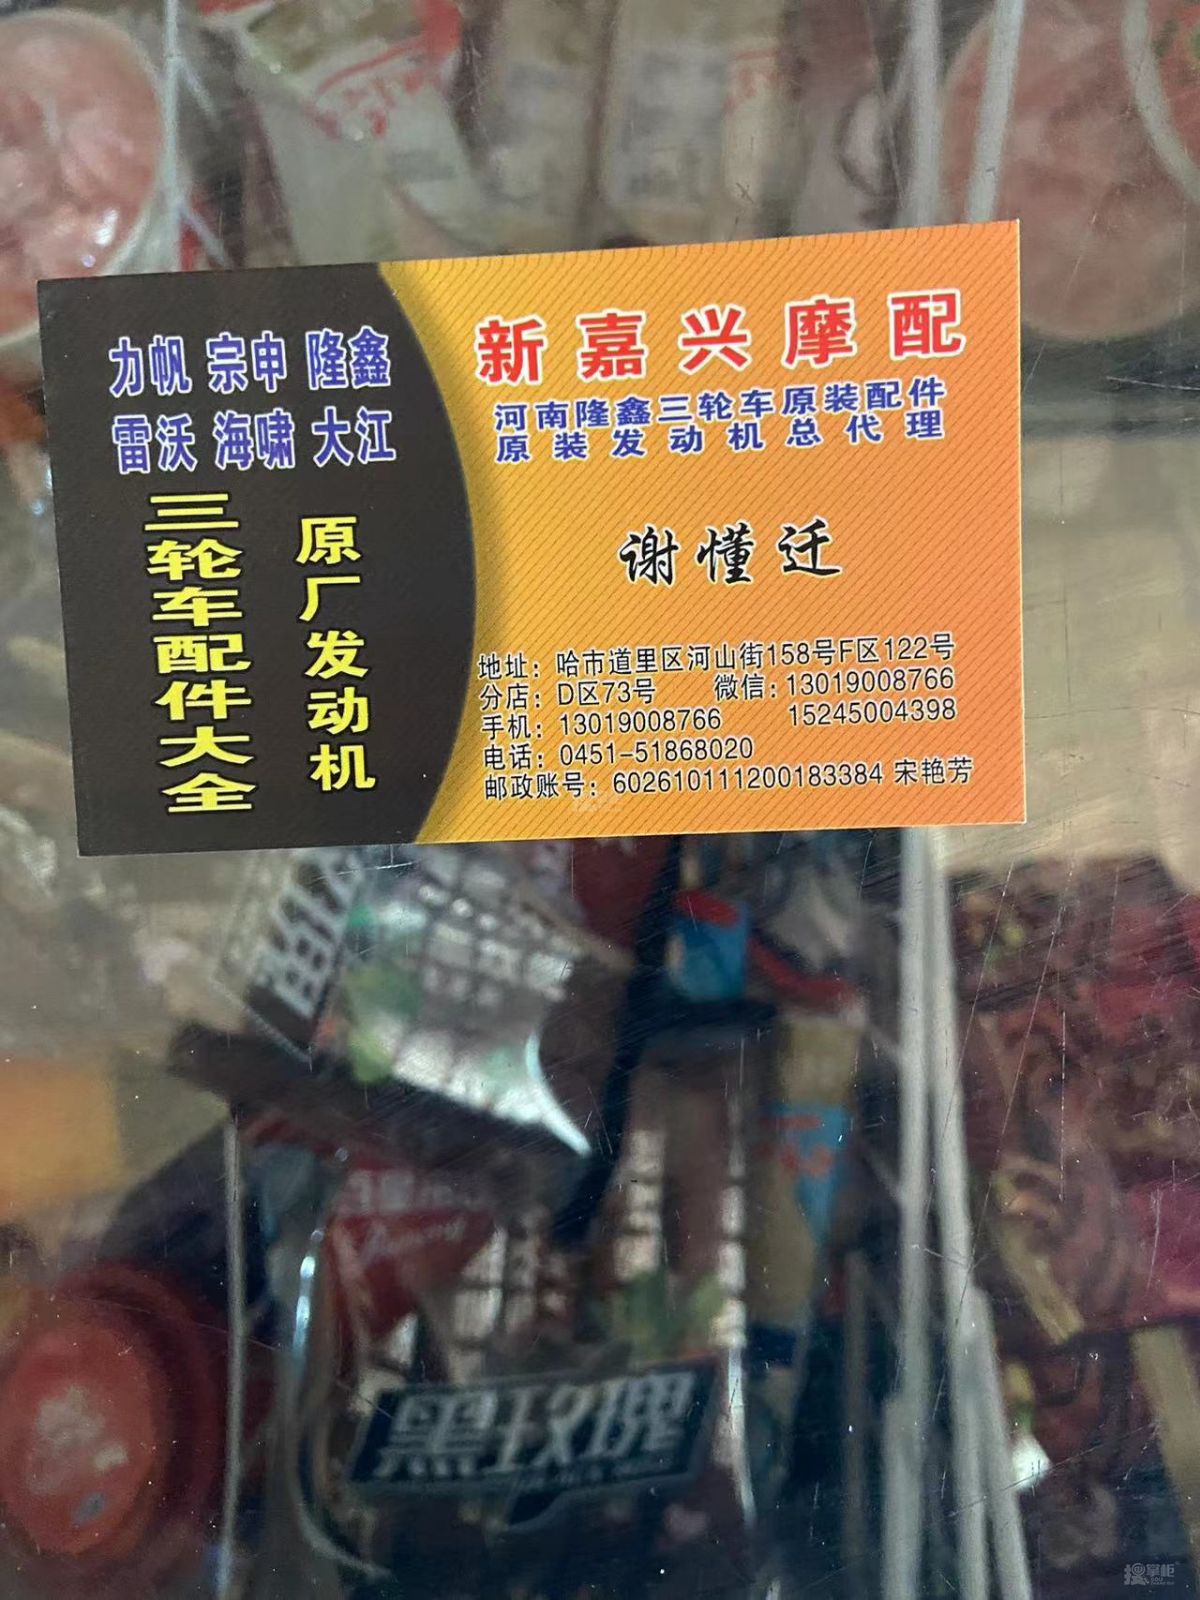 力帆 宗申 隆鑫
雷沃 海啸 大江
三轮车配件大全
原厂发动机
新嘉兴摩配
河南隆鑫三轮车原装配件
原装发动机总代理
谢懂迁
地址：哈市道里区河山街158号F区122号
分店：D区73号 微信：13019008766
手机：13019008766 15245004398
电话：0451-51868020
邮政账号：6026101111200183384 宋艳芳
黑玫瑰
搜掌柜